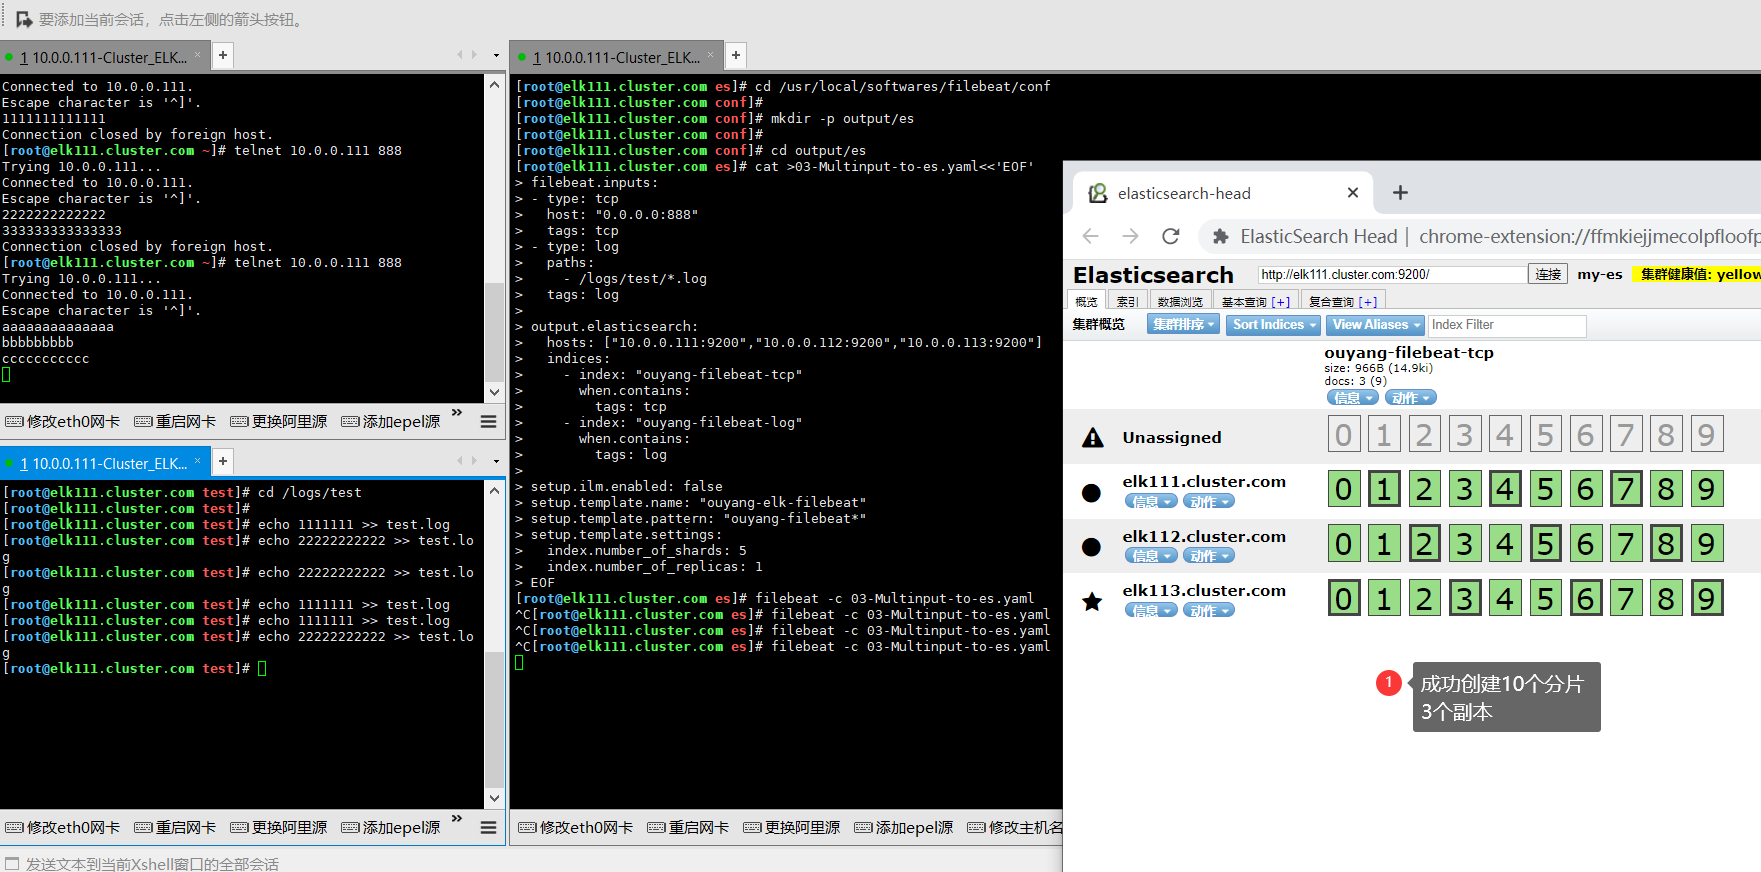 要添加当前会话，点击左侧的箭头按钮。
1 10.0.0.111-Cluster_ELK...
Connected to 10.0.0.111.
Escape character is '^]'.
1111111111111
Connection closed by foreign host.
[root@elk111.cluster.com ~]# telnet 10.0.0.111 888
Trying 10.0.0.111...
Connected to 10.0.0.111.
Escape character is '^]'.
2222222222222
333333333333333
Connection closed by foreign host.
[root@elk111.cluster.com ~]# telnet 10.0.0.111 888
Trying 10.0.0.111...
Connected to 10.0.0.111.
Escape character is '^]'.
aaaaaaaaaaaaaa
bbbbbbbbb
ccccccccccc
修改eth0网卡 重启网卡 更换阿里源 添加epel源
1 10.0.0.111-Cluster_ELK...
[root@elk111.cluster.com test]# cd /logs/test
[root@elk111.cluster.com test]#
[root@elk111.cluster.com test]# echo 1111111 >> test.log
[root@elk111.cluster.com test]# echo 22222222222 >> test.lo
g
[root@elk111.cluster.com test]# echo 22222222222 >> test.lo
g
[root@elk111.cluster.com test]# echo 1111111 >> test.log
[root@elk111.cluster.com test]# echo 1111111 >> test.log
[root@elk111.cluster.com test]# echo 22222222222 >> test.lo
g
[root@elk111.cluster.com test]#
修改eth0网卡 重启网卡 更换阿里源 添加epel源
发送文本到当前Xshell窗口的全部会话
1 10.0.0.111-Cluster_ELK...
[root@elk111.cluster.com es]# cd /usr/local/softwares/filebeat/conf
[root@elk111.cluster.com conf]#
[root@elk111.cluster.com conf]# mkdir -p output/es
[root@elk111.cluster.com conf]#
[root@elk111.cluster.com conf]# cd output/es
[root@elk111.cluster.com es]# cat >03-Multinput-to-es.yaml<<'EOF'
> filebeat.inputs:
> - type: tcp
>   host: "0.0.0.0:888"
>   tags: tcp
> - type: log
>   paths:
>     - /logs/test/*.log
>   tags: log
>
> output.elasticsearch:
>   hosts: ["10.0.0.111:9200","10.0.0.112:9200","10.0.0.113:9200"]
>   indices:
>     - index: "ouyang-filebeat-tcp"
>       when.contains:
>         tags: tcp
>     - index: "ouyang-filebeat-log"
>       when.contains:
>         tags: log
>
> setup.ilm.enabled: false
> setup.template.name: "ouyang-elk-filebeat"
> setup.template.pattern: "ouyang-filebeat*"
> setup.template.settings:
>   index.number_of_shards: 5
>   index.number_of_replicas: 1
> EOF
[root@elk111.cluster.com es]# filebeat -c 03-Multinput-to-es.yaml
^C[root@elk111.cluster.com es]# filebeat -c 03-Multinput-to-es.yaml
^C[root@elk111.cluster.com es]# filebeat -c 03-Multinput-to-es.yaml
^C[root@elk111.cluster.com es]# filebeat -c 03-Multinput-to-es.yaml
修改eth0网卡 重启网卡 更换阿里源 添加epel源 修改主机名
elasticsearch-head
ElasticSearch Head | chrome-extension://ffmkiejjmecolpfloofp
Elasticsearch http://elk111.cluster.com:9200/ 连接 my-es 集群健康值: yellow
概览 索引 数据浏览 基本查询 [+] 复合查询 [+]
集群概览 集群排序 Sort Indices View Aliases Index Filter
ouyang-filebeat-tcp
size: 966B (14.9ki)
docs: 3 (9)
信息 动作
Unassigned 0 1 2 3 4 5 6 7 8 9
elk111.cluster.com 0 1 2 3 4 5 6 7 8 9
信息 动作
elk112.cluster.com 0 1 2 3 4 5 6 7 8 9
信息 动作
elk113.cluster.com 0 1 2 3 4 5 6 7 8 9
信息 动作
1 成功创建10个分片
3个副本